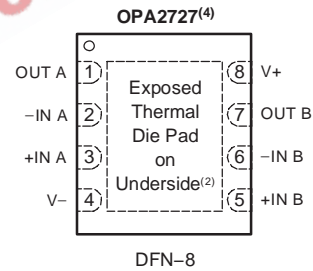 OPA2727(4)
OUT A 1 8 V+
−IN A 2 7 OUT B
+IN A 3 6 −IN B
V− 4 5 +IN B
Exposed
Thermal
Die Pad
on
Underside(2)
DFN−8